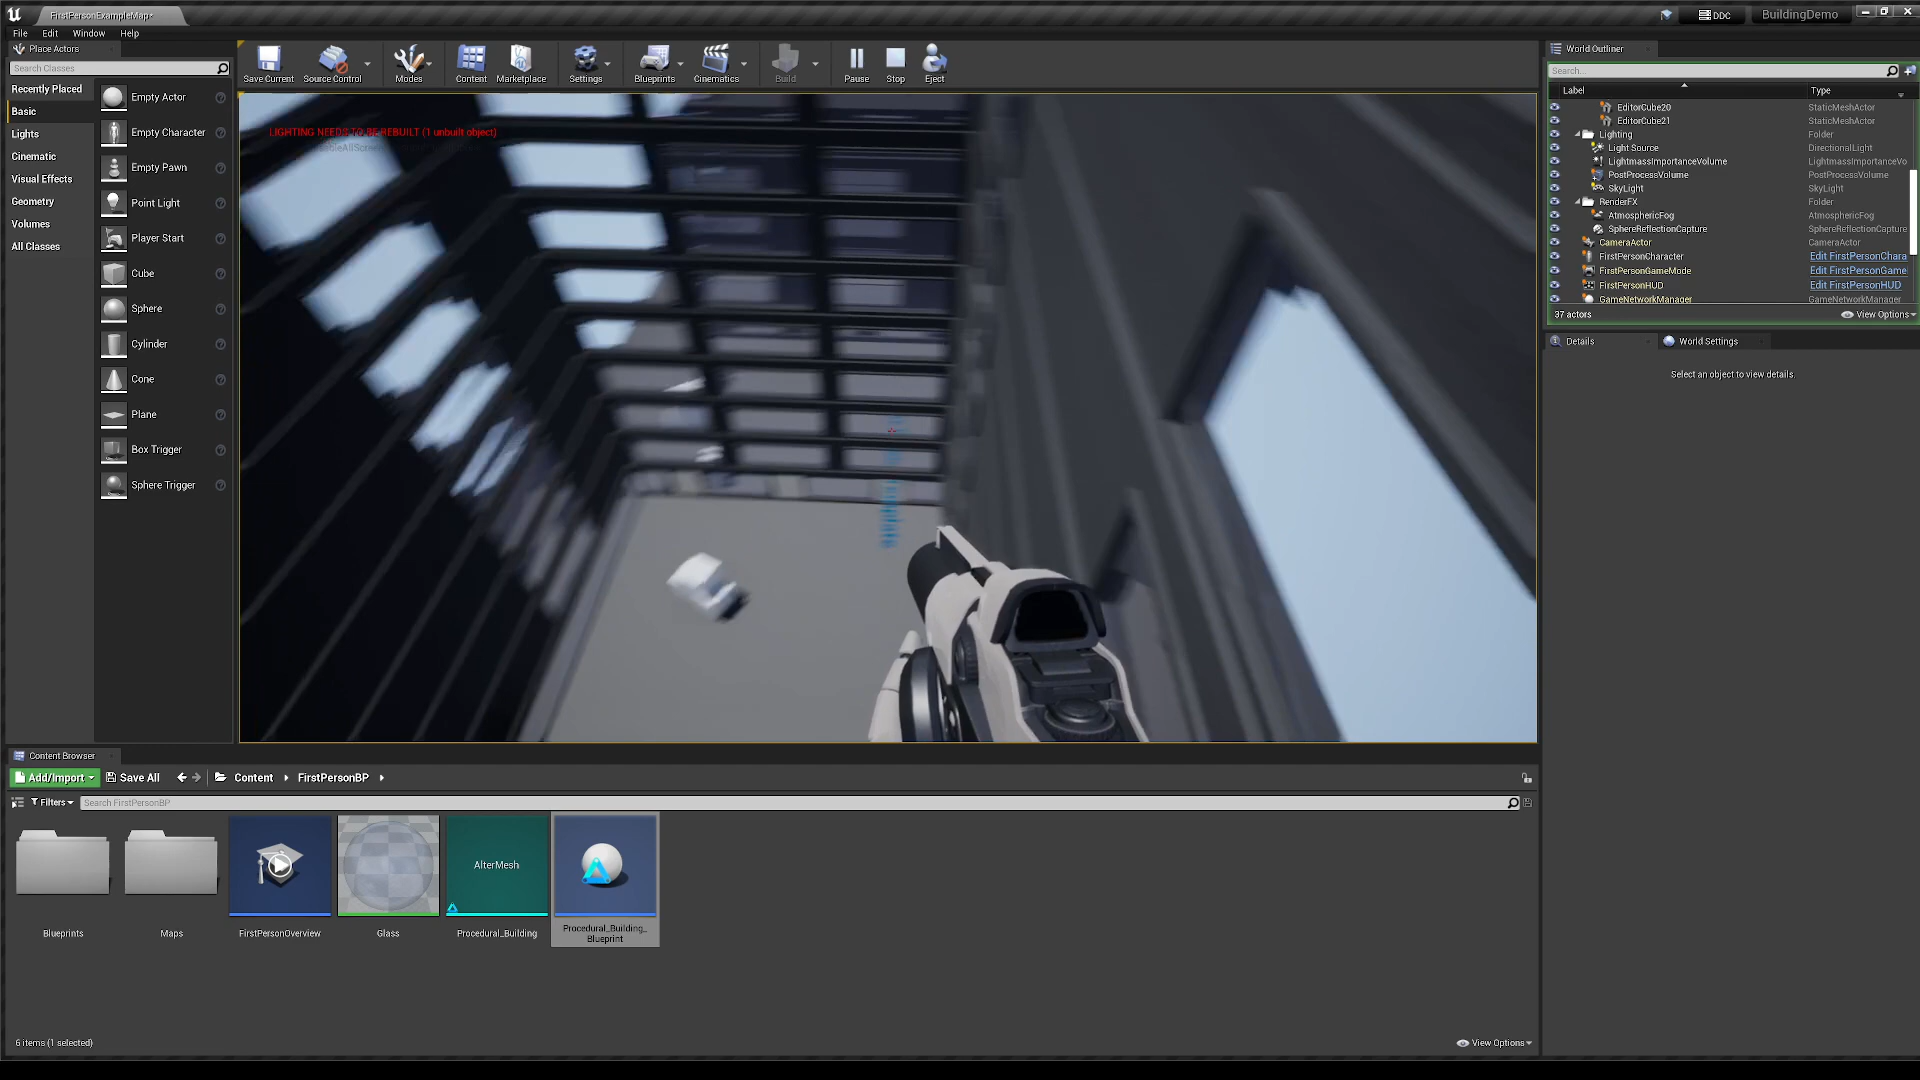 FirstPersonExampleMap*
DDC
BuildingDemo
File Edit Window Help
Place Actors
Search Classes
Recently Placed
Basic
Lights
Cinematic
Visual Effects
Geometry
Volumes
All Classes
Empty Actor
Empty Character
Empty Pawn
Point Light
Player Start
Cube
Sphere
Cylinder
Cone
Plane
Box Trigger
Sphere Trigger
Save Current
Source Control
Modes
Content
Marketplace
Settings
Blueprints
Cinematics
Build
Pause
Stop
Eject
LIGHTING NEEDS TO BE REBUILT (1 unbuilt object)
World Outliner
Search...
Label Type
EditorCube20 StaticMeshActor
EditorCube21 StaticMeshActor
Lighting Folder
Light Source DirectionalLight
LightmassImportanceVolume LightmassImportanceVo
PostProcessVolume PostProcessVolume
SkyLight SkyLight
RenderFX Folder
AtmosphericFog AtmosphericFog
SphereReflectionCapture SphereReflectionCapture
CameraActor CameraActor
FirstPersonCharacter Edit FirstPersonChara
FirstPersonGameMode Edit FirstPersonGame
FirstPersonHUD Edit FirstPersonHUD
GameNetworkManager GameNetworkManager
37 actors View Options
Details World Settings
Select an object to view details.
Content Browser
Add/Import Save All Content FirstPersonBP
Filters Search FirstPersonBP
AlterMesh
Blueprints
Maps
FirstPersonOverview
Glass
Procedural_Building
Procedural_Building_
Blueprint
6 items (1 selected) View Options